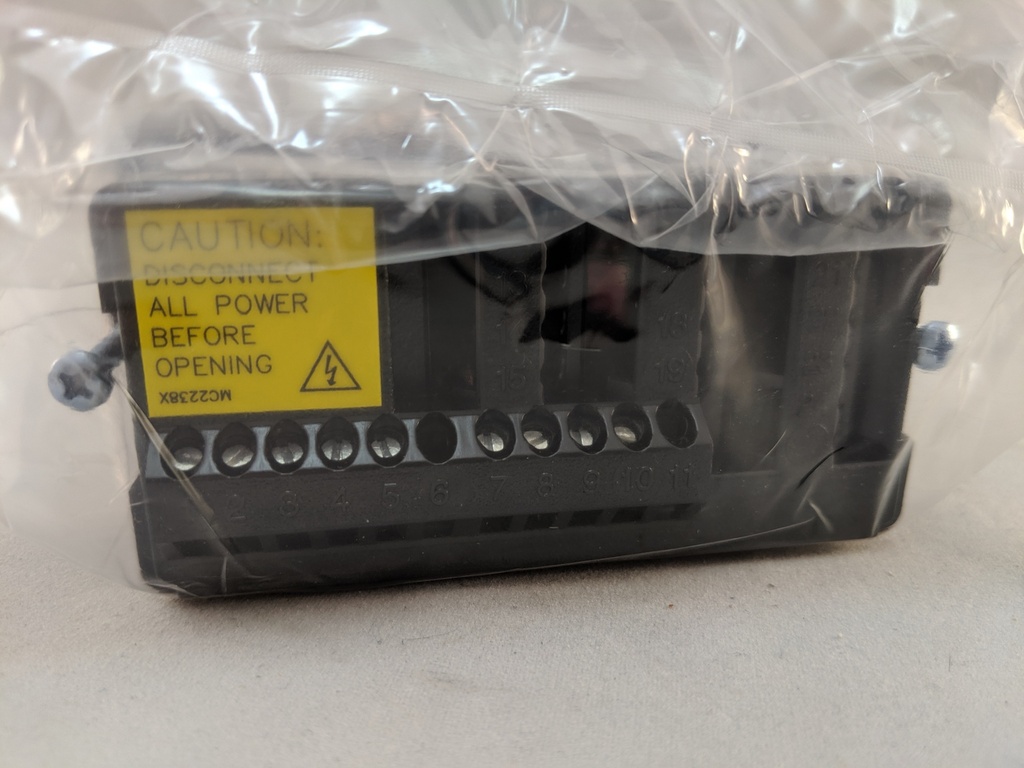 CAUTION:
DISCONNECT
ALL POWER
BEFORE
OPENING
MC2238X
18
15 19
2 3 4 5 6 7 8 9 10 11